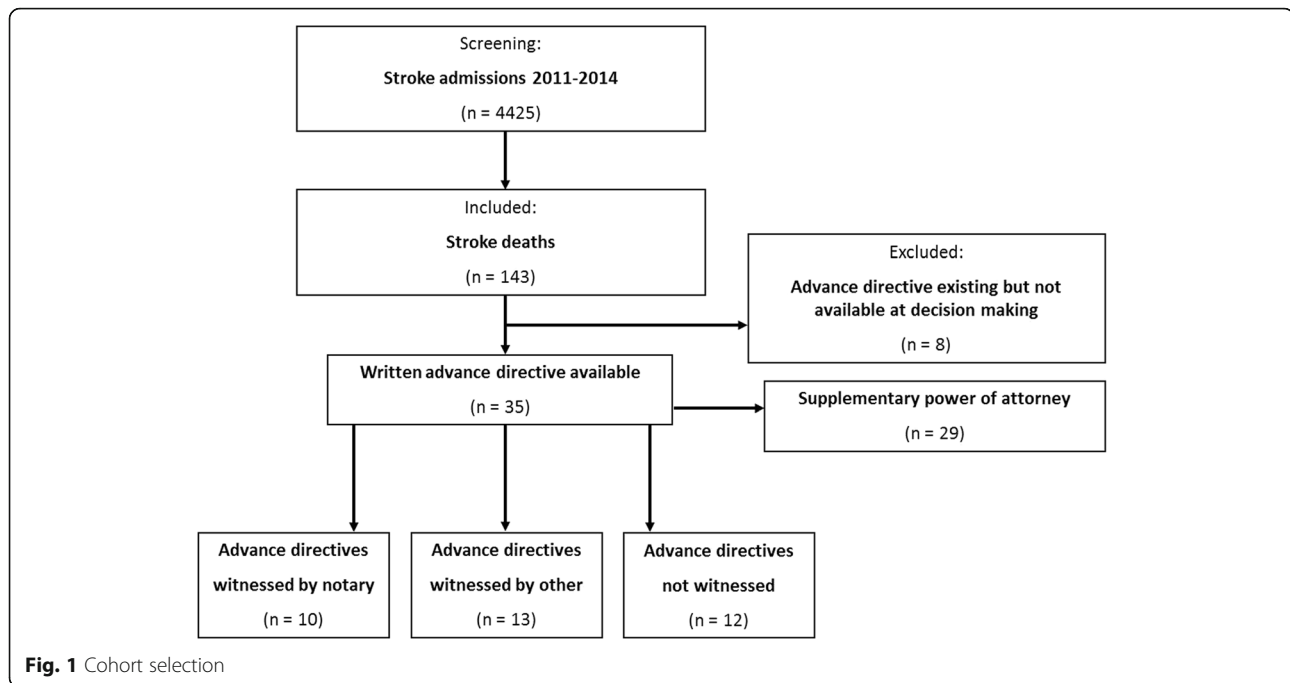 Screening:
Stroke admissions 2011-2014
(n = 4425)
Included:
Stroke deaths
(n = 143)
Excluded:
Advance directive existing but not
available at decision making
(n = 8)
Written advance directive available
(n = 35)
Supplementary power of attorney
(n = 29)
Advance directives
witnessed by notary
(n = 10)
Advance directives
witnessed by other
(n = 13)
Advance directives
not witnessed
(n = 12)
Fig. 1 Cohort selection